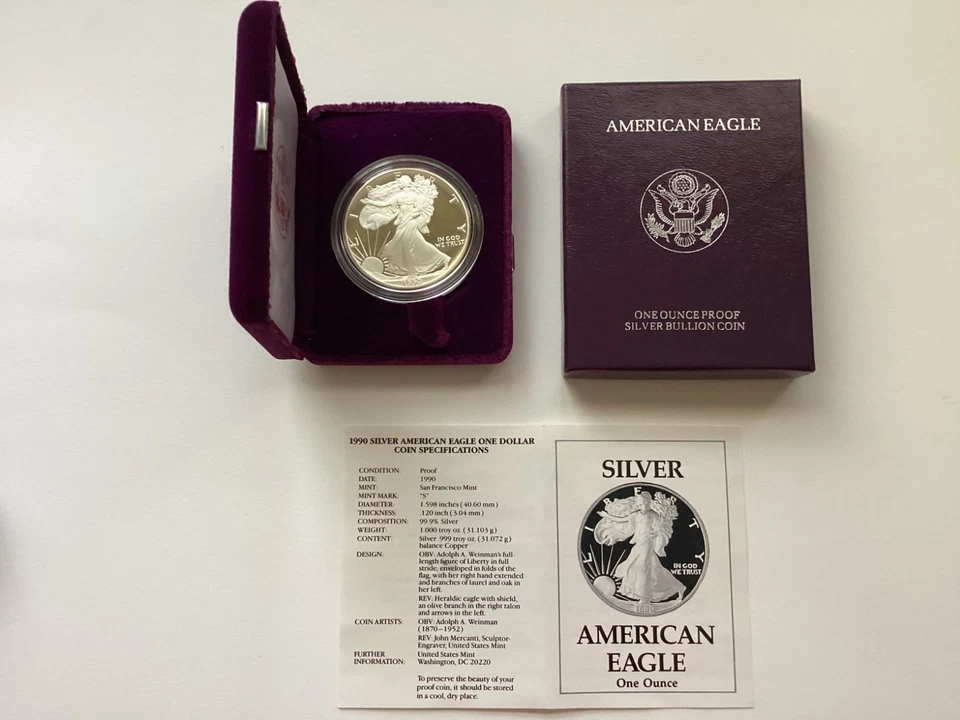 LIBERTY
IN GOD
WE TRUST
1990
AMERICAN EAGLE
ONE OUNCE PROOF
SILVER BULLION COIN
1990 SILVER AMERICAN EAGLE ONE DOLLAR
COIN SPECIFICATIONS
CONDITION: Proof
DATE: 1990
MINT: San Francisco Mint
MINT MARK: "S"
DIAMETER: 1.598 inches (40.60 mm)
THICKNESS: .120 inch (3.04 mm)
COMPOSITION: 99.9% Silver
WEIGHT: 1.000 troy oz. (31.103 g)
CONTENT: Silver .999 troy oz. (31.072 g)
balance Copper
DESIGN: OBV: Adolph A. Weinman's full-
length figure of Liberty in full
stride, enveloped in folds of the
flag, with her right hand extended
and branches of laurel and oak in
her left.
REV: Heraldic eagle with shield,
an olive branch in the right talon
and arrows in the left.
COIN ARTISTS: OBV: Adolph A. Weinman
(1870–1952)
REV: John Mercanti, Sculptor-
Engraver, United States Mint
FURTHER United States Mint
INFORMATION: Washington, DC 20220
To preserve the beauty of your
proof coin, it should be stored
in a cool, dry place.
SILVER
LIBERTY
IN GOD
WE TRUST
1990
AMERICAN
EAGLE
One Ounce